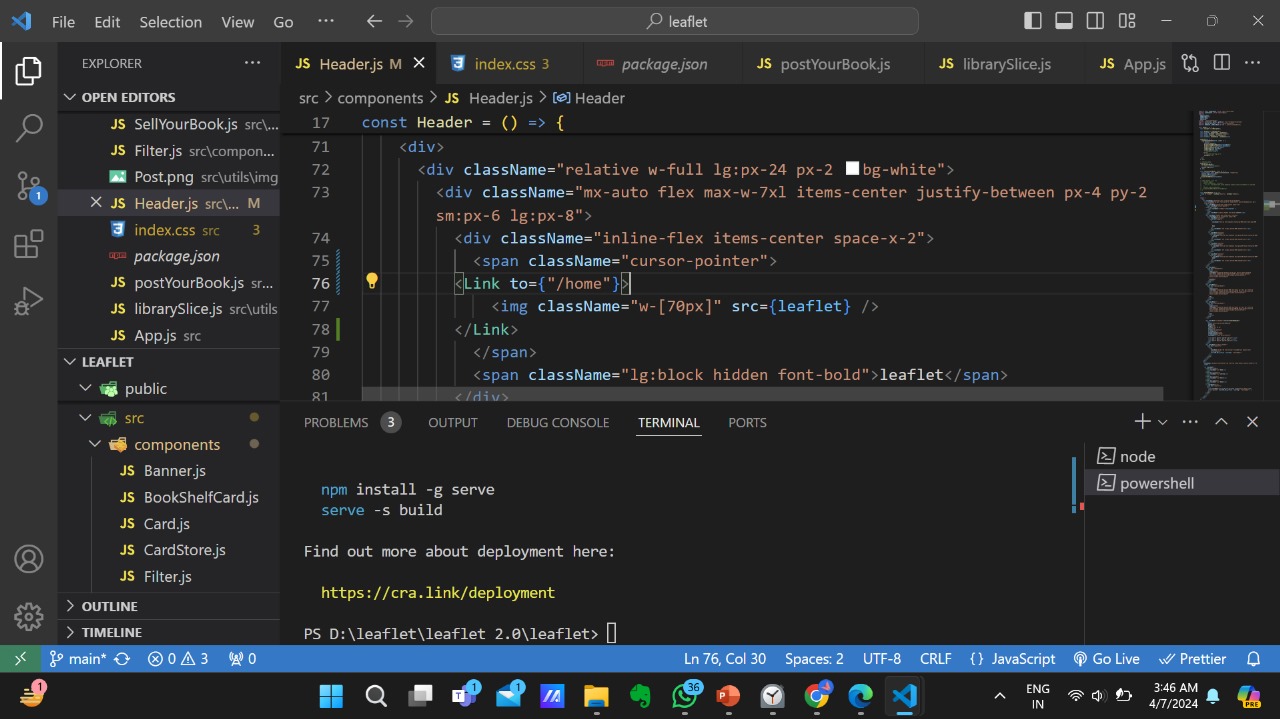 File Edit Selection View Go ··· leaflet
EXPLORER ···
OPEN EDITORS
JS SellYourBook.js src\...
JS Filter.js src\compon...
Post.png src\utils\img
JS Header.js src\... M
index.css src 3
package.json
JS postYourBook.js sr...
JS librarySlice.js src\utils
JS App.js src
LEAFLET
public
src
components
JS Banner.js
JS BookShelfCard.js
JS Card.js
JS CardStore.js
JS Filter.js
OUTLINE
TIMELINE
JS Header.js M index.css 3 package.json JS postYourBook.js JS librarySlice.js JS App.js ···
src > components > JS Header.js > Header
17 const Header = () => {
71 <div>
72 <div className="relative w-full lg:px-24 px-2 bg-white">
73 <div className="mx-auto flex max-w-7xl items-center justify-between px-4 py-2
sm:px-6 lg:px-8">
74 <div className="inline-flex items-center space-x-2">
75 <span className="cursor-pointer">
76 <Link to={"/home"}>
77 <img className="w-[70px]" src={leaflet} />
78 </Link>
79 </span>
80 <span className="lg:block hidden font-bold">leaflet</span>
81 </div>
PROBLEMS 3 OUTPUT DEBUG CONSOLE TERMINAL PORTS ···
npm install -g serve
serve -s build
Find out more about deployment here:
https://cra.link/deployment
PS D:\leaflet\leaflet 2.0\leaflet>
node
powershell
1
main* 0 3 0 Ln 76, Col 30 Spaces: 2 UTF-8 CRLF {} JavaScript Go Live Prettier
1 1 1 36 ENG
IN
3:46 AM
4/7/2024
PRE